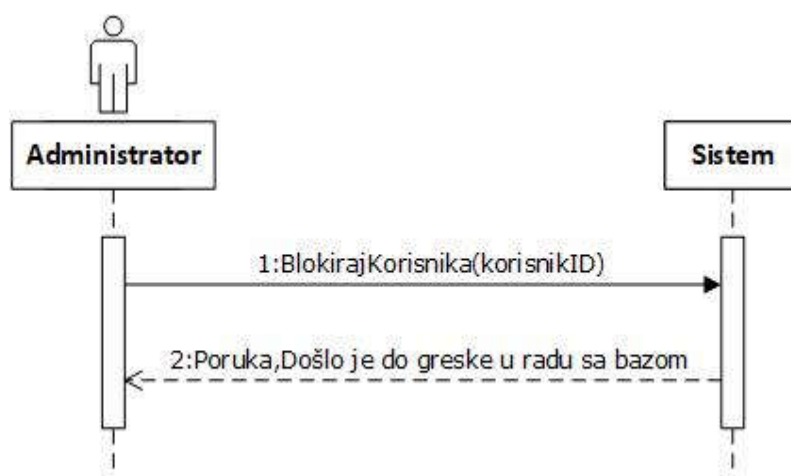 Administrator
Sistem
1:BlokirajKorisnika(korisnikID)
2:Poruka,Došlo je do greske u radu sa bazom